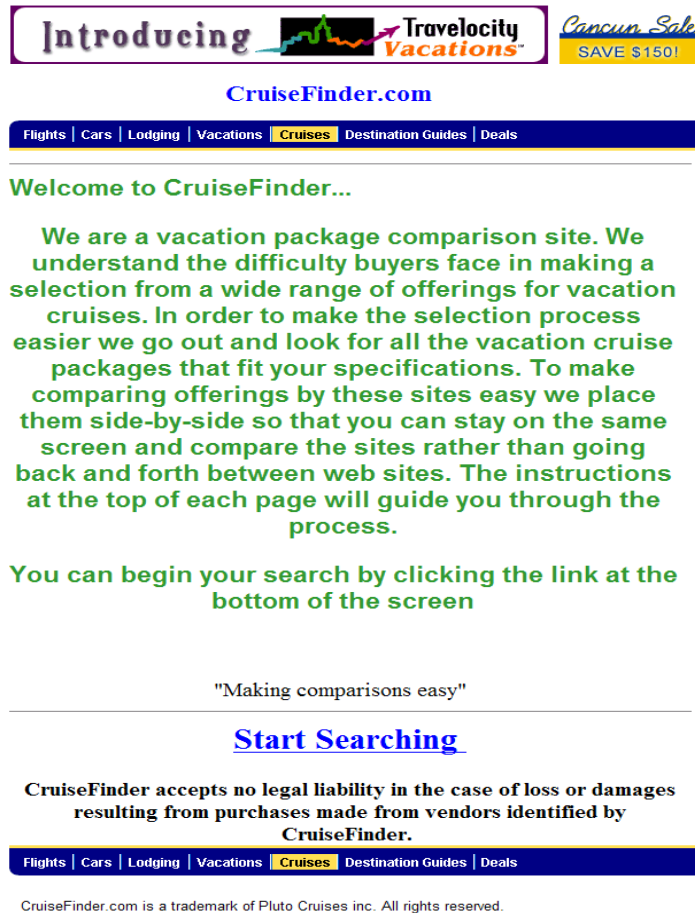 Introducing Travelocity Vacations℠ Cancun Sale
SAVE $150!
CruiseFinder.com
Flights | Cars | Lodging | Vacations | Cruises | Destination Guides | Deals
Welcome to CruiseFinder...
We are a vacation package comparison site. We
understand the difficulty buyers face in making a
selection from a wide range of offerings for vacation
cruises. In order to make the selection process
easier we go out and look for all the vacation cruise
packages that fit your specifications. To make
comparing offerings by these sites easy we place
them side-by-side so that you can stay on the same
screen and compare the sites rather than going
back and forth between web sites. The instructions
at the top of each page will guide you through the
process.
You can begin your search by clicking the link at the
bottom of the screen
"Making comparisons easy"
Start Searching
CruiseFinder accepts no legal liability in the case of loss or damages
resulting from purchases made from vendors identified by
CruiseFinder.
Flights | Cars | Lodging | Vacations | Cruises | Destination Guides | Deals
CruiseFinder.com is a trademark of Pluto Cruises inc. All rights reserved.